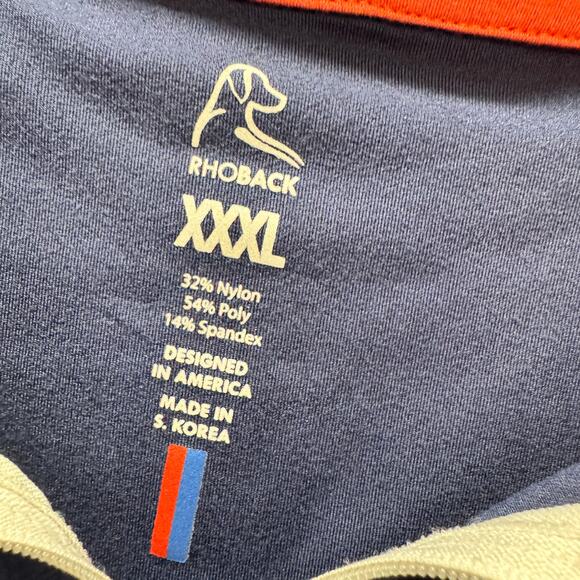 RHOBACK
XXXL
32% Nylon
54% Poly
14% Spandex
DESIGNED
IN AMERICA
MADE IN
S. KOREA